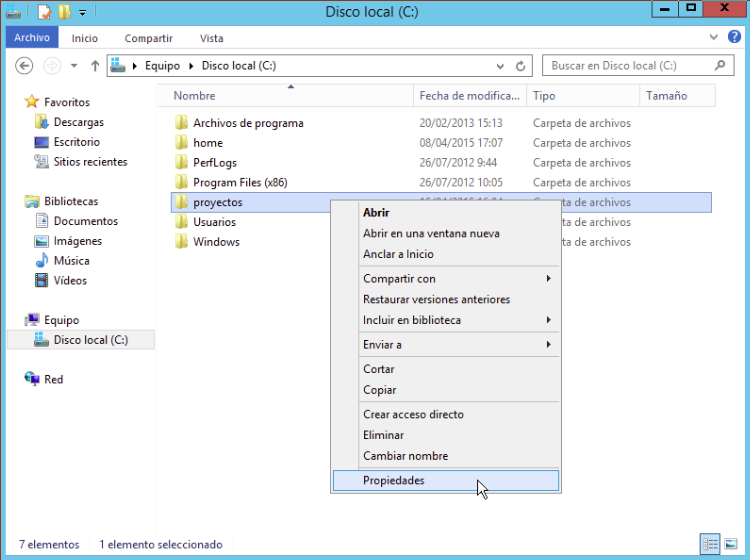 Disco local (C:)
Archivo Inicio Compartir Vista
Equipo Disco local (C:) Buscar en Disco local (C:)
Nombre Fecha de modifica... Tipo Tamaño
Favoritos
Descargas
Escritorio
Sitios recientes
Bibliotecas
Documentos
Imágenes
Música
Vídeos
Equipo
Disco local (C:)
Red
Archivos de programa 20/02/2013 15:13 Carpeta de archivos
home 08/04/2015 17:07 Carpeta de archivos
PerfLogs 26/07/2012 9:44 Carpeta de archivos
Program Files (x86) 26/07/2012 10:05 Carpeta de archivos
proyectos de archivos
Usuarios ta de archivos
Windows ta de archivos
Abrir
Abrir en una ventana nueva
Anclar a Inicio
Compartir con
Restaurar versiones anteriores
Incluir en biblioteca
Enviar a
Cortar
Copiar
Crear acceso directo
Eliminar
Cambiar nombre
Propiedades
7 elementos 1 elemento seleccionado